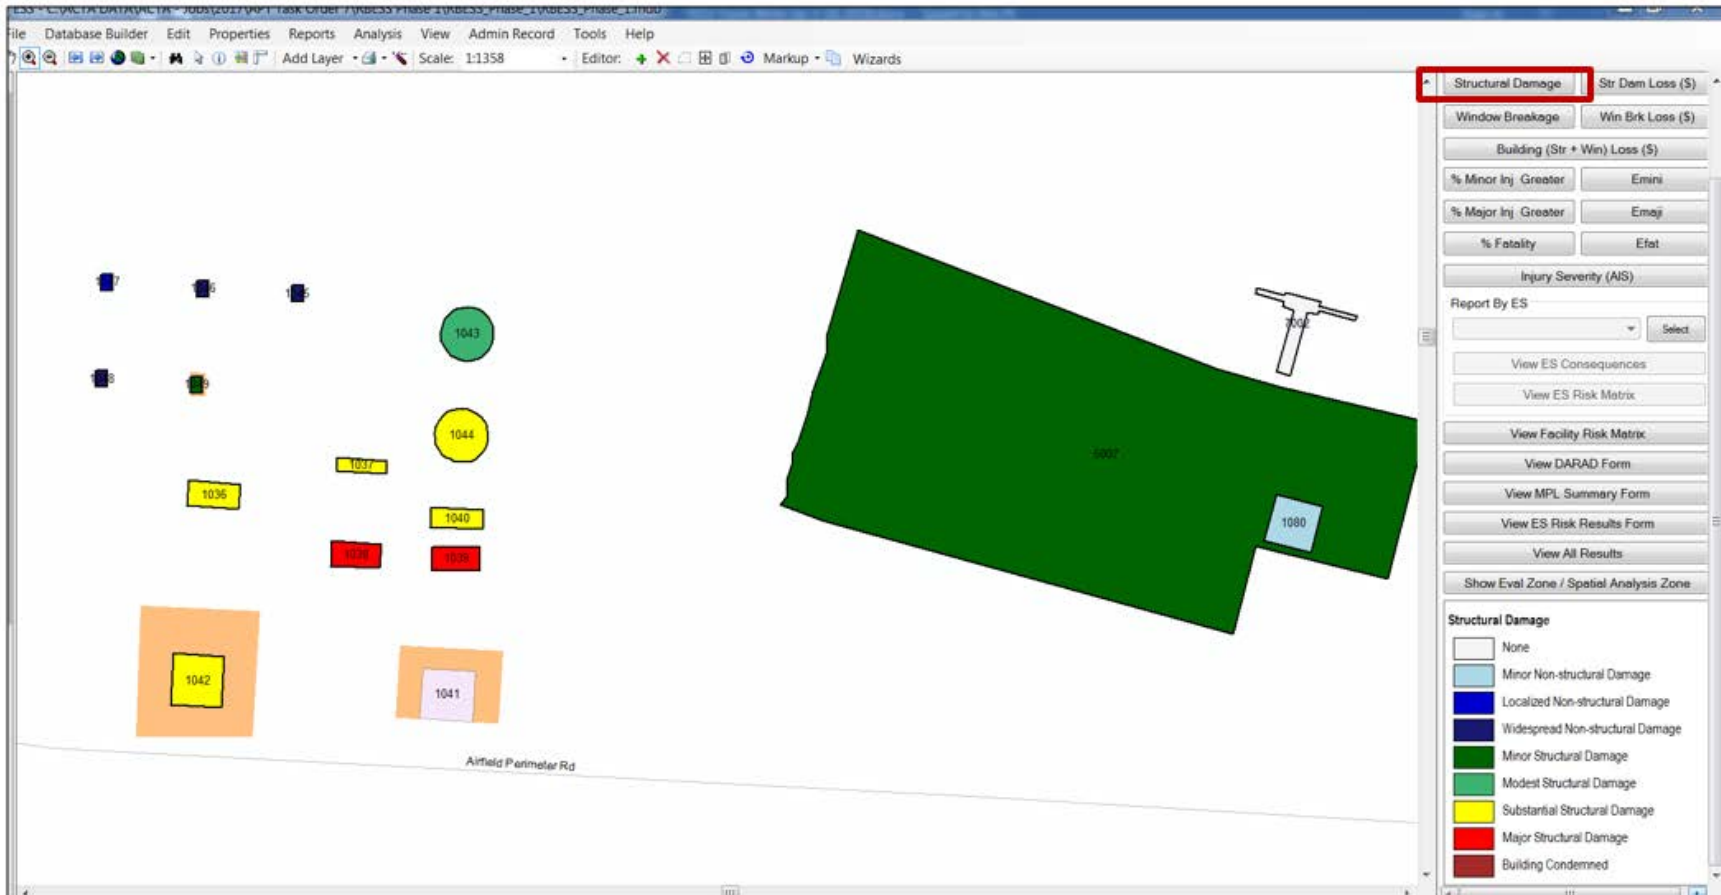 File Database Builder Edit Properties Reports Analysis View Admin Record Tools Help
Add Layer Scale: 1:1358 Editor: Markup Wizards
Structural Damage Str Dam Loss ($)
Window Breakage Win Brk Loss ($)
Building (Str + Win) Loss ($)
% Minor Inj Greater Emini
% Major Inj Greater Emaji
% Fatality Efat
Injury Severity (AIS)
Report By ES
Select
View ES Consequences
View ES Risk Matrix
View Facility Risk Matrix
View DARAD Form
View MPL Summary Form
View ES Risk Results Form
View All Results
Show Eval Zone / Spatial Analysis Zone
Structural Damage
None
Minor Non-structural Damage
Localized Non-structural Damage
Widespread Non-structural Damage
Minor Structural Damage
Modest Structural Damage
Substantial Structural Damage
Major Structural Damage
Building Condemned
1043
7002
1044
1037
1036
1040
1080
1038
1039
1042
1041
Airfield Perimeter Rd